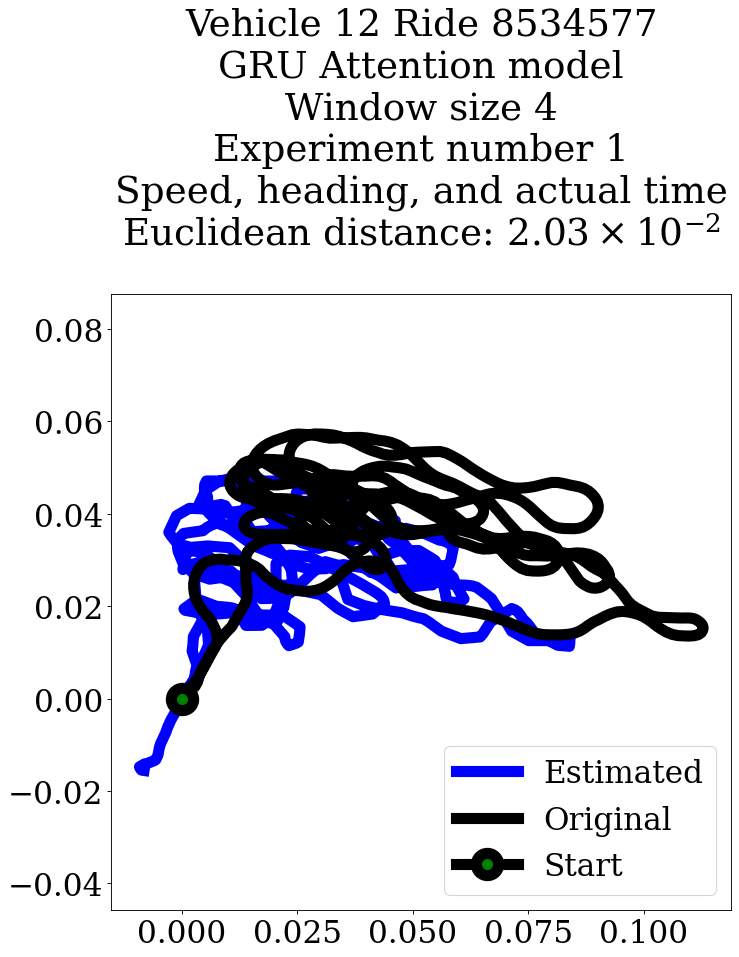 Vehicle 12 Ride 8534577
GRU Attention model
Window size 4
Experiment number 1
Speed, heading, and actual time
Euclidean distance: 2.03 × 10⁻²
0.08
0.06
0.04
0.02
0.00
−0.02
−0.04
Estimated
Original
Start
0.000 0.025 0.050 0.075 0.100